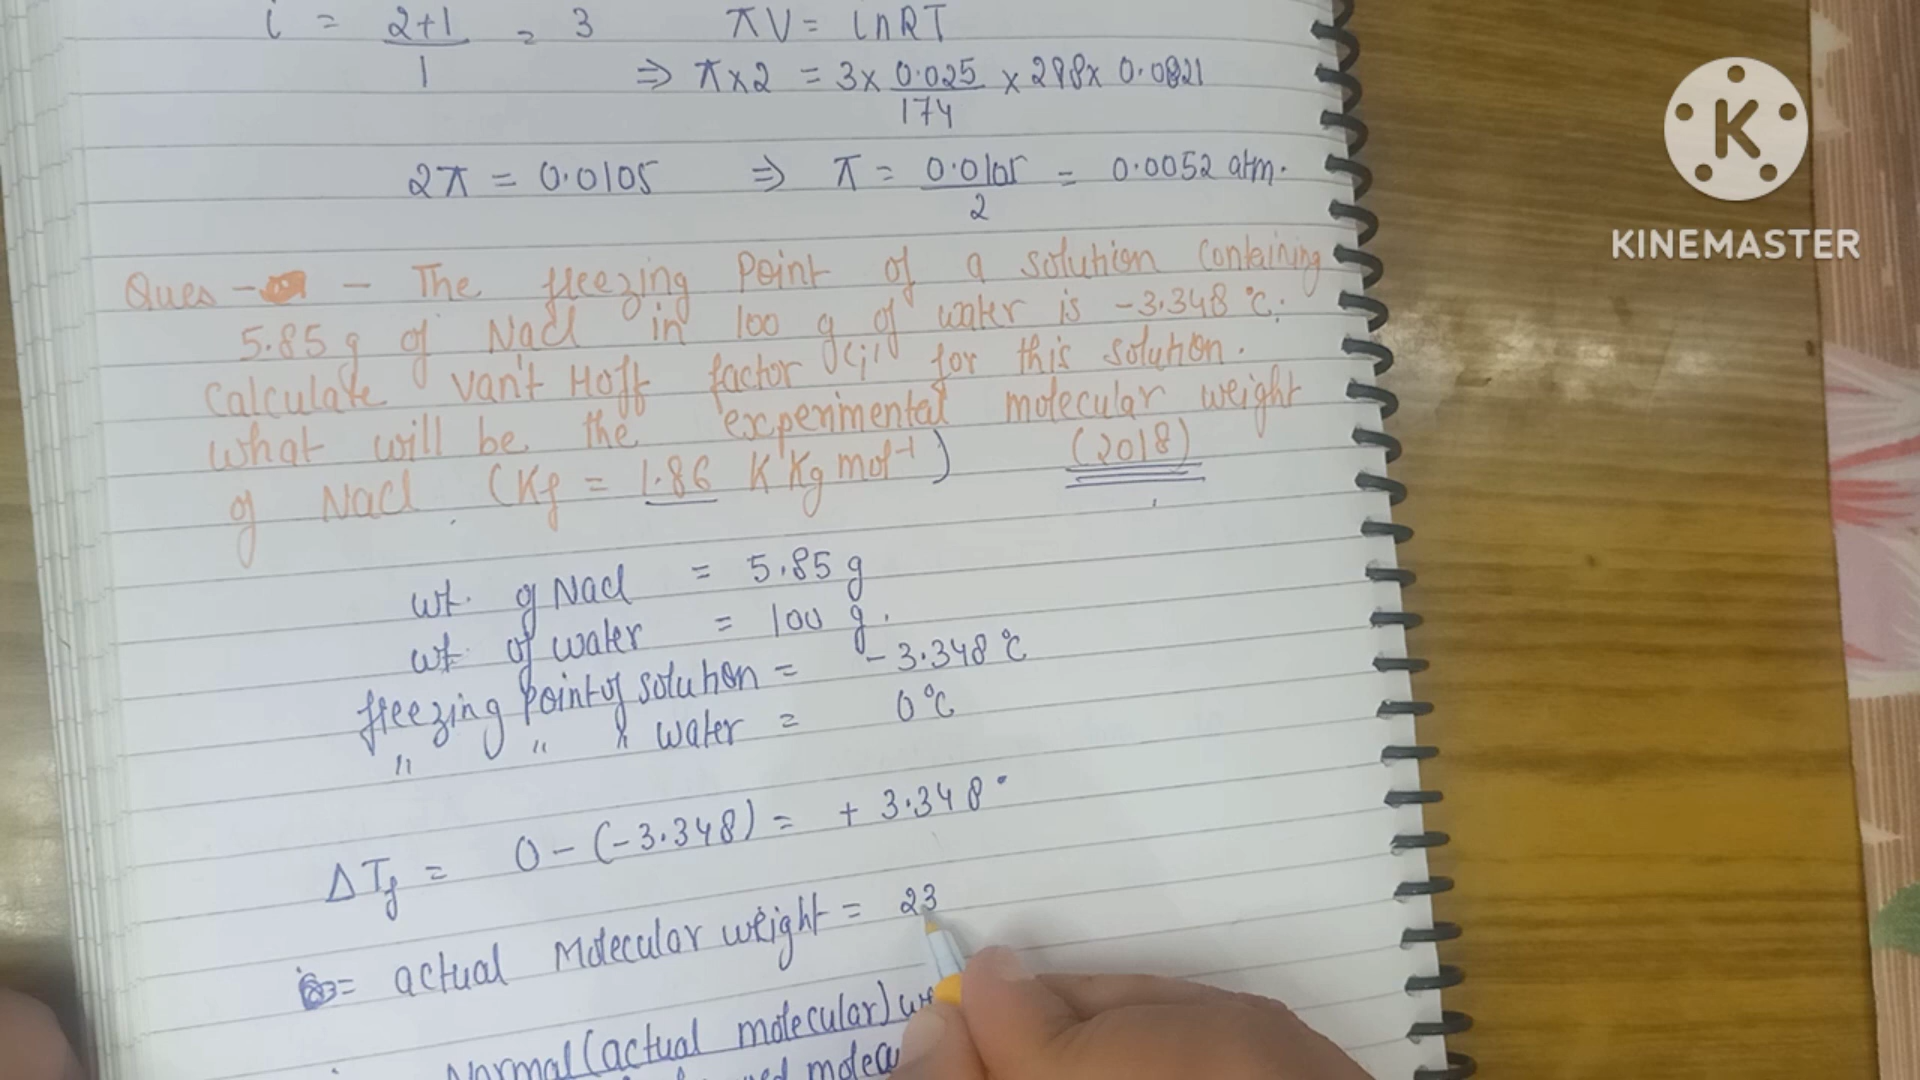 i = 2+1/1 = 3 πV = inRT
⇒ π×2 = 3× 0.025/174 × 298× 0.0821
2π = 0.0105 ⇒ π = 0.0105/2 = 0.0052 atm.
Ques - - The freezing point of a solution containing
5.85 g of Nacl in 100 g of water is -3.348 °C.
Calculate Van't Hoff factor 'i' for this solution.
What will be the experimental molecular weight
of Nacl (Kf = 1.86 K Kg mol⁻¹) (2018)
wt. of Nacl = 5.85 g
wt. of water = 100 g.
freezing point of solution = - 3.348 °C
" " " water = 0 °C
ΔTf = 0 - (-3.348) = + 3.348 °
= actual Molecular weight = 23
Normal (actual molecular) wt
K
KINEMASTER